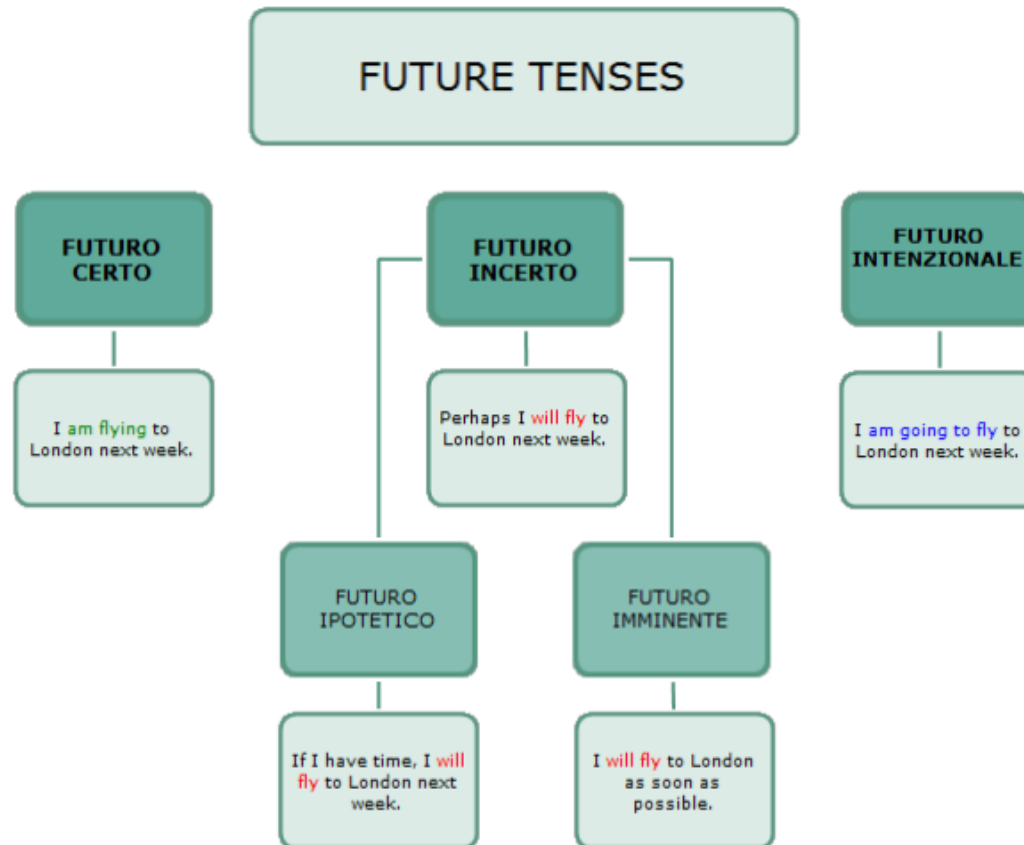 FUTURE TENSES
FUTURO
CERTO
I am flying to
London next week.
FUTURO
INCERTO
Perhaps I will fly to
London next week.
FUTURO
INTENZIONALE
I am going to fly to
London next week.
FUTURO
IPOTETICO
If I have time, I will
fly to London next
week.
FUTURO
IMMINENTE
I will fly to London
as soon as
possible.